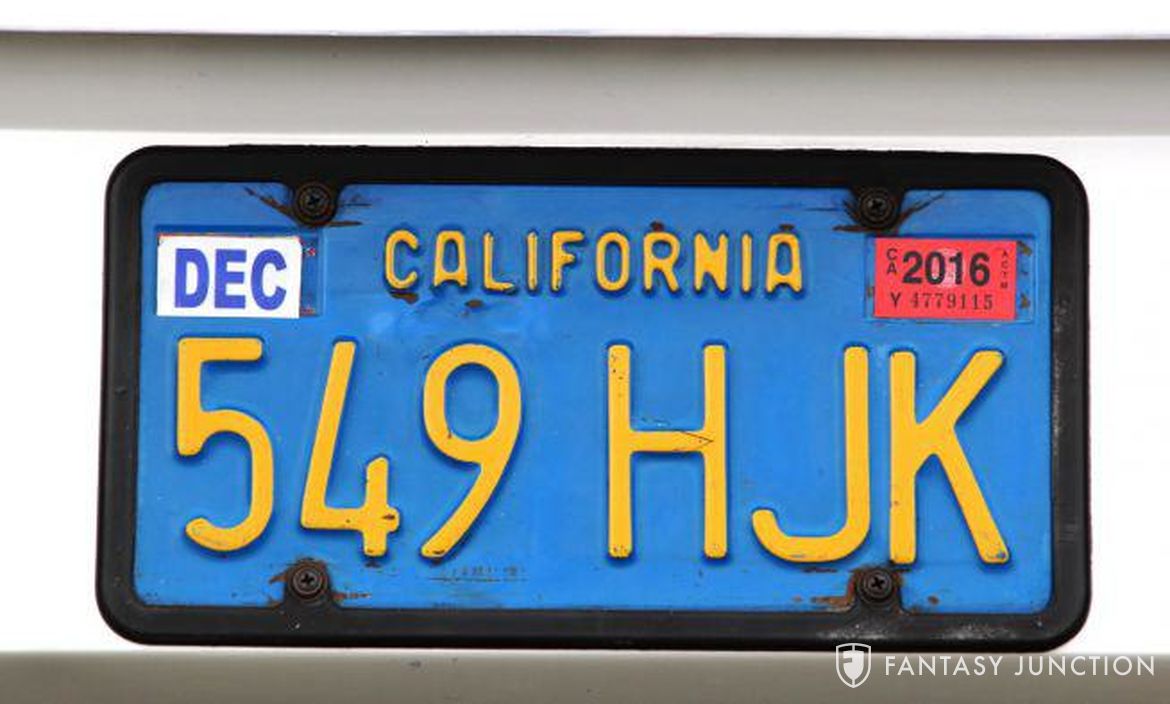 DEC
CALIFORNIA
CA 2016
Y 4779115
549 HJK
FANTASY JUNCTION